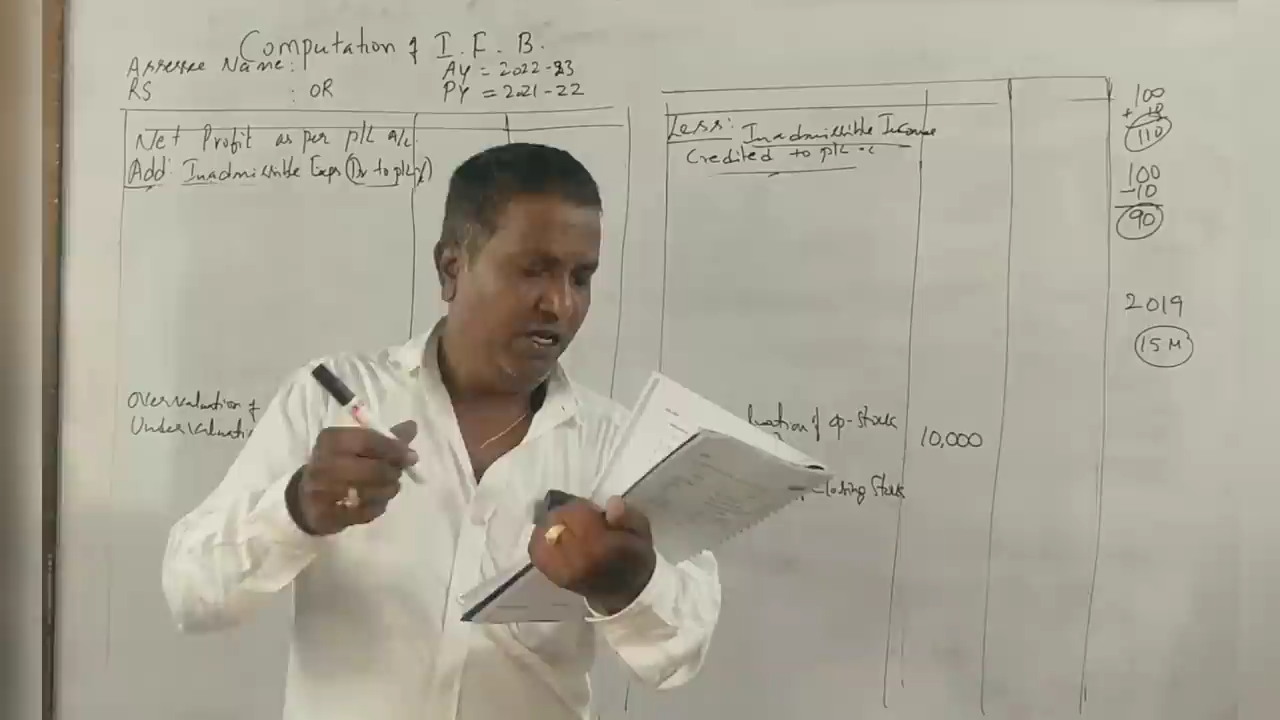 Computation of I. F. B.
Assessee Name:
AY = 2022-23
RS : OR
PY = 2021-22
Net Profit as per p/L a/c
Add: Inadmissible Exps (Dr to p/L a/c)
Overvaluation of
Undervaluati
Less: Inadmissible Income
Credited to p/L a/c
luation of op-stock
10,000
closing Stock
100
+ 10
110
100
-10
90
2019
15 M